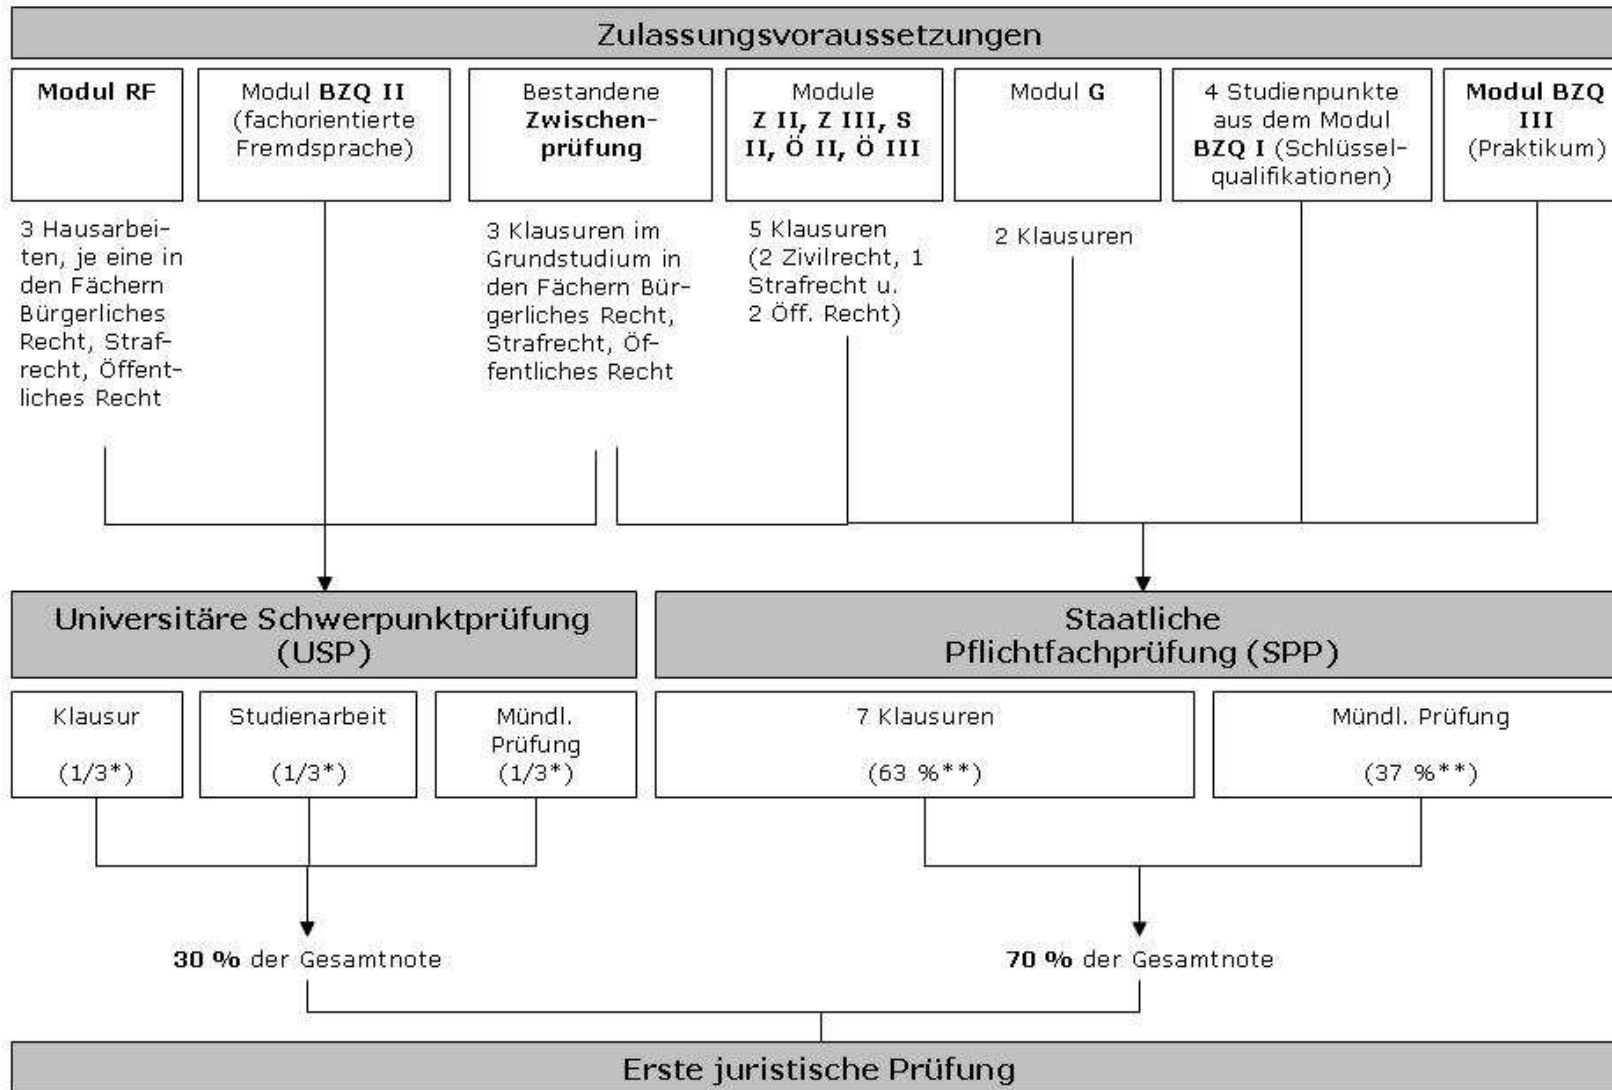 Zulassungsvoraussetzungen
Modul RF
Modul BZQ II
(fachorientierte
Fremdsprache)
Bestandene
Zwischen-
prüfung
Module
Z II, Z III, S
II, Ö II, Ö III
Modul G
4 Studienpunkte
aus dem Modul
BZQ I (Schlüssel-
qualifikationen)
Modul BZQ
III
(Praktikum)
3 Hausarbei-
ten, je eine in
den Fächern
Bürgerliches
Recht, Straf-
recht, Öffent-
liches Recht
3 Klausuren im
Grundstudium in
den Fächern Bür-
gerliches Recht,
Strafrecht, Öf-
fentliches Recht
5 Klausuren
(2 Zivilrecht, 1
Strafrecht u.
2 Öff. Recht)
2 Klausuren
Universitäre Schwerpunktprüfung
(USP)
Staatliche
Pflichtfachprüfung (SPP)
Klausur
(1/3*)
Studienarbeit
(1/3*)
Mündl.
Prüfung
(1/3*)
7 Klausuren
(63 %**)
Mündl. Prüfung
(37 %**)
30 % der Gesamtnote
70 % der Gesamtnote
Erste juristische Prüfung